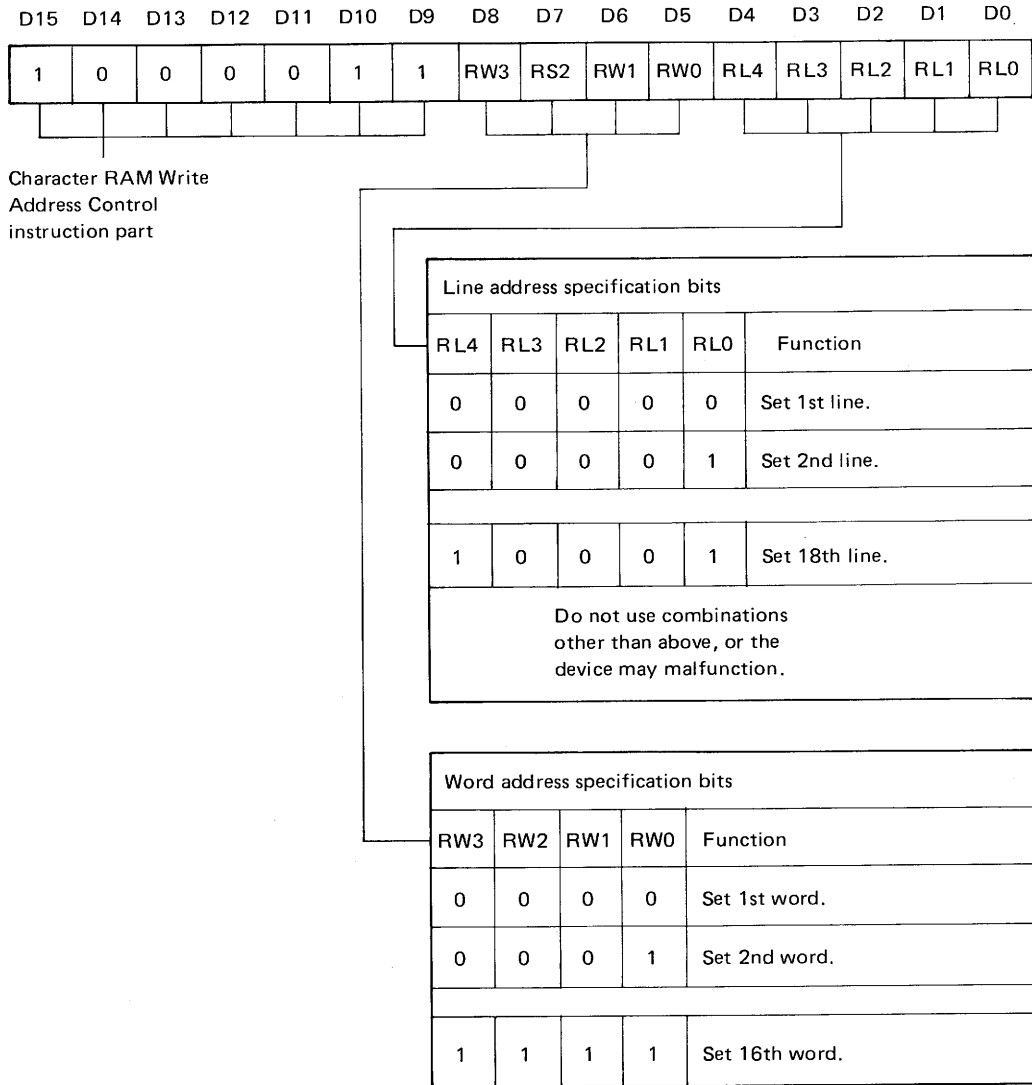 D15 D14 D13 D12 D11 D10 D9 D8 D7 D6 D5 D4 D3 D2 D1 D0
1 0 0 0 0 1 1 RW3 RS2 RW1 RW0 RL4 RL3 RL2 RL1 RL0
Character RAM Write
Address Control
instruction part
Line address specification bits
RL4 RL3 RL2 RL1 RL0 Function
0 0 0 0 0 Set 1st line.
0 0 0 0 1 Set 2nd line.
1 0 0 0 1 Set 18th line.
Do not use combinations
other than above, or the
device may malfunction.
Word address specification bits
RW3 RW2 RW1 RW0 Function
0 0 0 0 Set 1st word.
0 0 0 1 Set 2nd word.
1 1 1 1 Set 16th word.